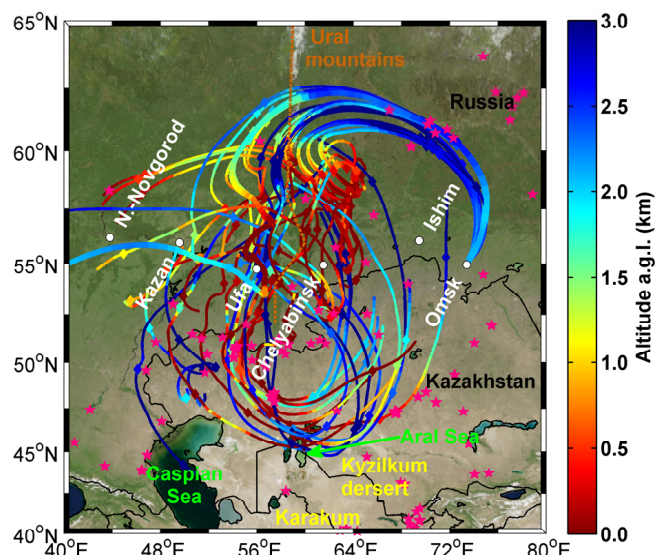 65°N
60°N
55°N
50°N
45°N
40°N
40°E
48°E
56°E
64°E
72°E
80°E
Ural
mountains
Russia
N.-Novgorod
Kazan
Ufa
Chelyabinsk
Ishim
Omsk
Kazakhstan
Aral Sea
Caspian
Sea
Kyzilkum
dersert
Karakum
3.0
2.5
2.0
1.5
1.0
0.5
0.0
Altitude a.g.l. (km)